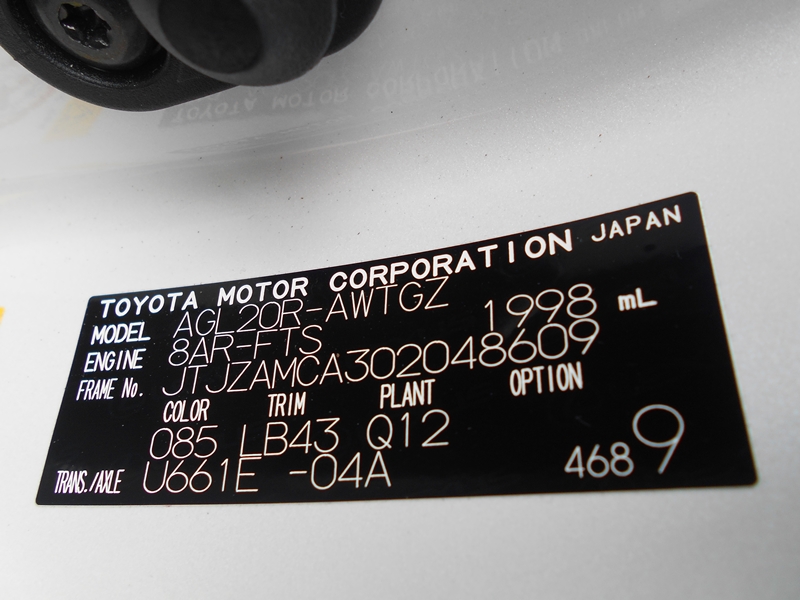 TOYOTA MOTOR CORPORATION JAPAN
MODEL AGL20R-AWTGZ
ENGINE 8AR-FTS 1998 mL
FRAME No. JTJZAMCA302048609
COLOR TRIM PLANT OPTION
085 LB43 Q12
TRANS./AXLE U661E -04A 4689